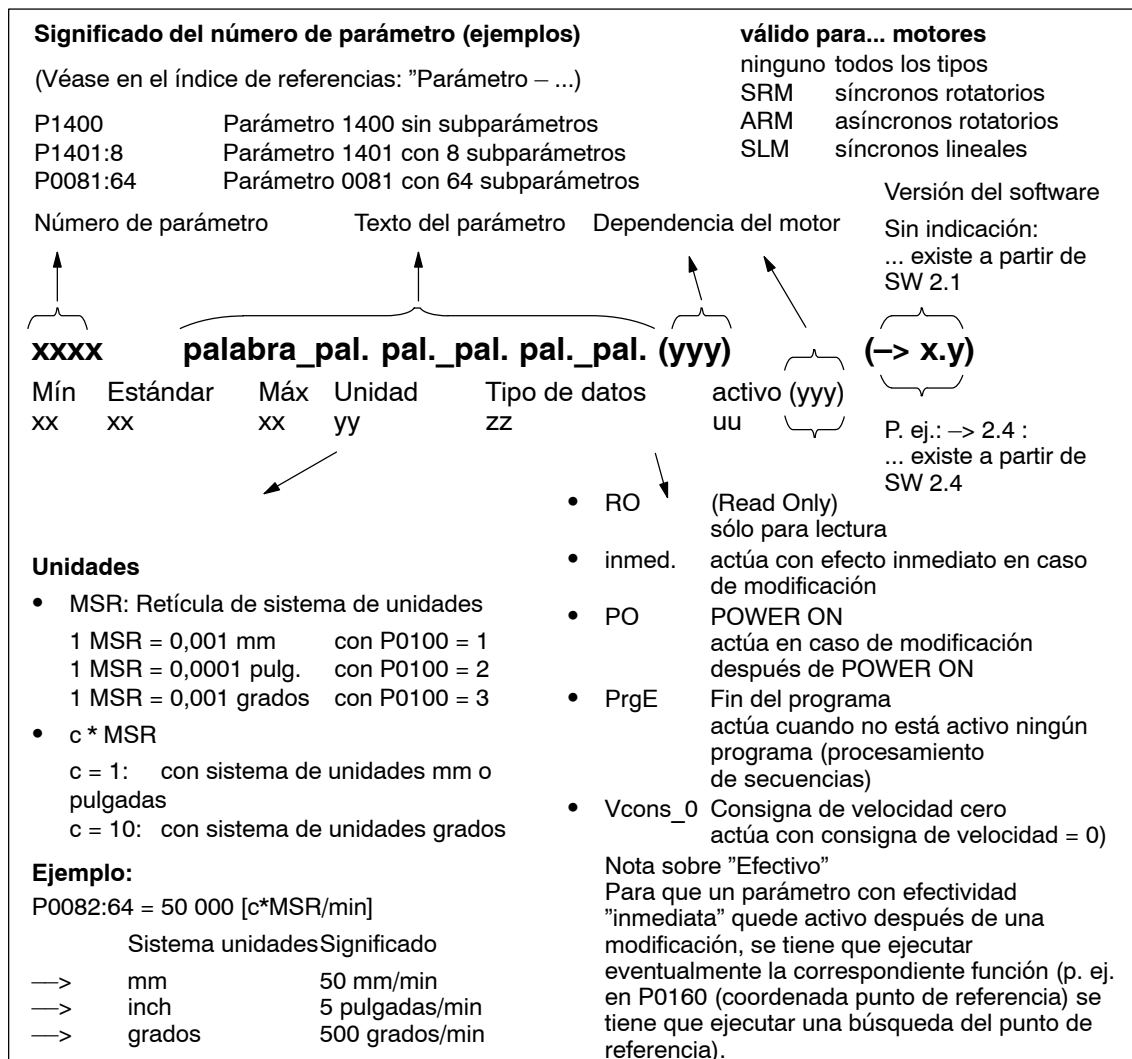 Significado del número de parámetro (ejemplos)
(Véase en el índice de referencias: ”Parámetro – ...)
P1400 Parámetro 1400 sin subparámetros
P1401:8 Parámetro 1401 con 8 subparámetros
P0081:64 Parámetro 0081 con 64 subparámetros
válido para... motores
ninguno todos los tipos
SRM síncronos rotatorios
ARM asíncronos rotatorios
SLM síncronos lineales
Número de parámetro Texto del parámetro Dependencia del motor
Versión del software
Sin indicación:
... existe a partir de
SW 2.1
xxxx palabra_pal. pal._pal. pal._pal. (yyy) (–> x.y)
Mín Estándar Máx Unidad Tipo de datos activo (yyy)
xx xx xx yy zz uu
P. ej.: –> 2.4 :
... existe a partir de
SW 2.4
Unidades
• MSR: Retícula de sistema de unidades
1 MSR = 0,001 mm con P0100 = 1
1 MSR = 0,0001 pulg. con P0100 = 2
1 MSR = 0,001 grados con P0100 = 3
• c * MSR
c = 1: con sistema de unidades mm o
pulgadas
c = 10: con sistema de unidades grados
Ejemplo:
P0082:64 = 50 000 [c*MSR/min]
Sistema unidades Significado
––> mm 50 mm/min
––> inch 5 pulgadas/min
––> grados 500 grados/min
• RO (Read Only)
sólo para lectura
• inmed. actúa con efecto inmediato en caso
de modificación
• PO POWER ON
actúa en caso de modificación
después de POWER ON
• PrgE Fin del programa
actúa cuando no está activo ningún
programa (procesamiento
de secuencias)
• Vcons_0 Consigna de velocidad cero
actúa con consigna de velocidad = 0)
Nota sobre ”Efectivo”
Para que un parámetro con efectividad
”inmediata” quede activo después de una
modificación, se tiene que ejecutar
eventualmente la correspondiente función (p. ej.
en P0160 (coordenada punto de referencia) se
tiene que ejecutar una búsqueda del punto de
referencia).